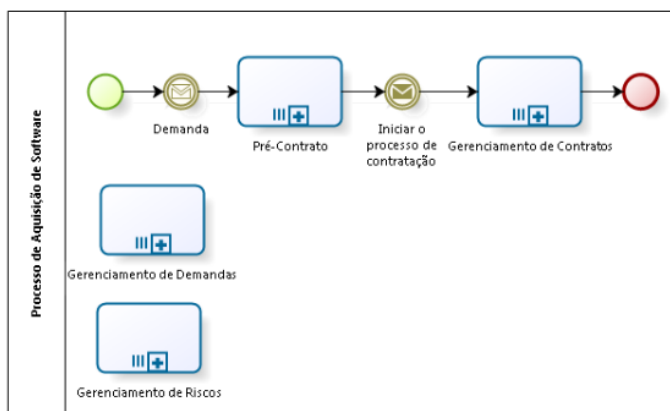 Processo de Aquisição de Software
Demanda
Pré-Contrato
Iniciar o
processo de
contratação
Gerenciamento de Contratos
Gerenciamento de Demandas
Gerenciamento de Riscos